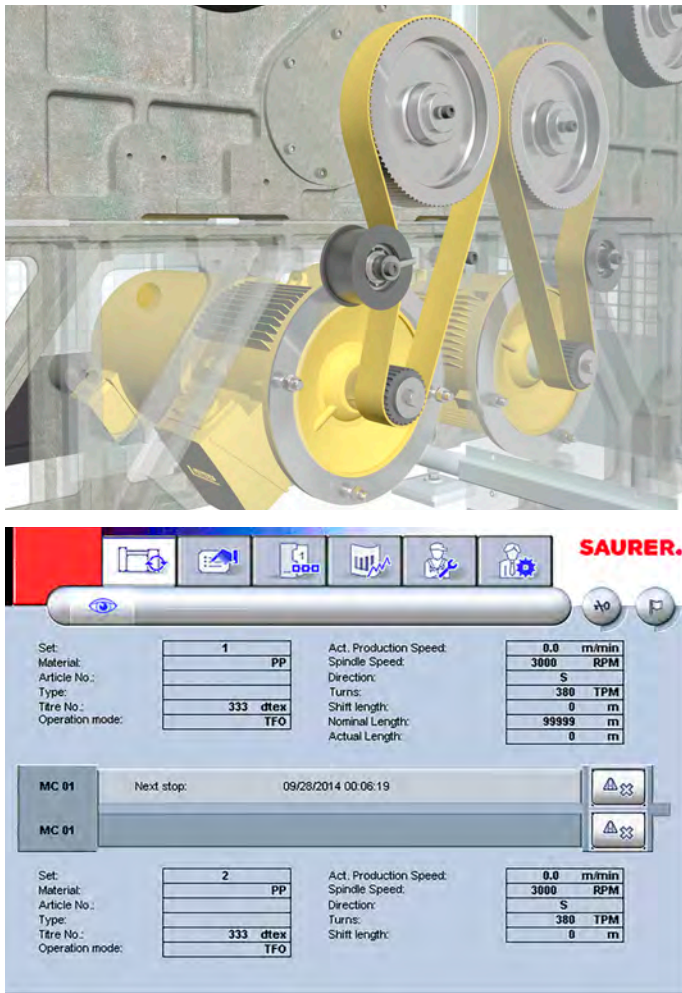 SAURER.
1
Set: 1
Material: PP
Article No.:
Type:
Titre No.: 333 dtex
Operation mode: TFO
Act. Production Speed: 0.0 m/min
Spindle Speed: 3000 RPM
Direction: S
Turns: 380 TPM
Shift length: 0 m
Nominal Length: 99999 m
Actual Length: 0 m
MC 01 Next stop: 09/28/2014 00:06:19
MC 01
Set: 2
Material: PP
Article No.:
Type:
Titre No.: 333 dtex
Operation mode: TFO
Act. Production Speed: 0.0 m/min
Spindle Speed: 3000 RPM
Direction: S
Turns: 380 TPM
Shift length: 0 m